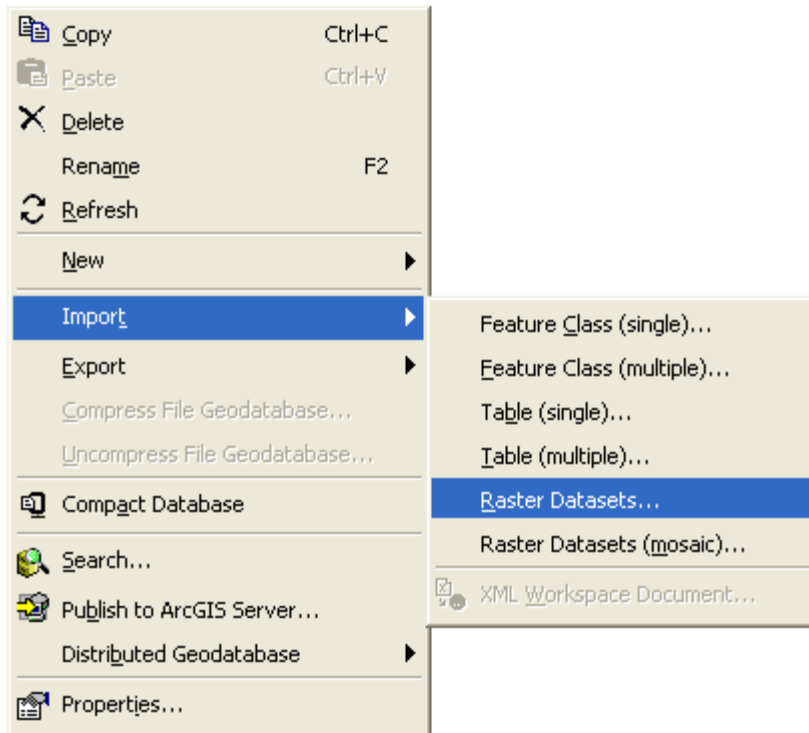 Copy Ctrl+C
Paste Ctrl+V
Delete
Rename F2
Refresh
New
Import
Export
Compress File Geodatabase...
Uncompress File Geodatabase...
Compact Database
Search...
Publish to ArcGIS Server...
Distributed Geodatabase
Properties...
Feature Class (single)...
Feature Class (multiple)...
Table (single)...
Table (multiple)...
Raster Datasets...
Raster Datasets (mosaic)...
XML Workspace Document...